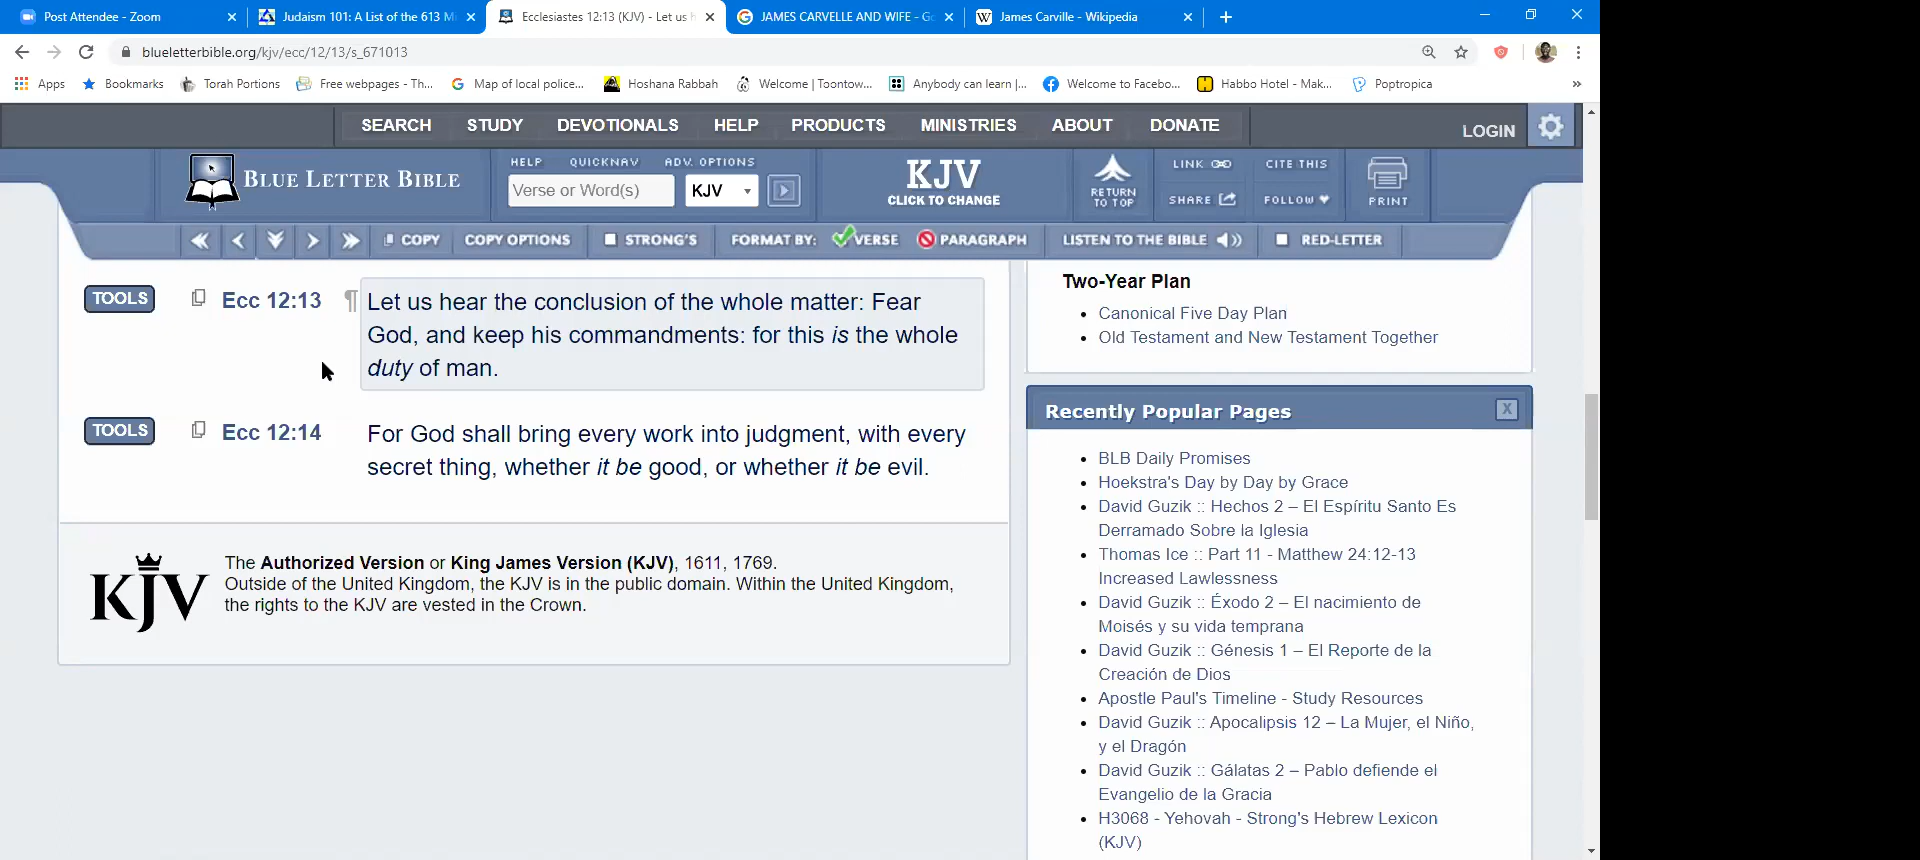 Post Attendee - Zoom
Judaism 101: A List of the 613 Mi
Ecclesiastes 12:13 (KJV) - Let us h
JAMES CARVELLE AND WIFE - Go
James Carville - Wikipedia
blueletterbible.org/kjv/ecc/12/13/s_671013
Apps
Bookmarks
Torah Portions
Free webpages - Th...
Map of local police...
Hoshana Rabbah
Welcome | Toontow...
Anybody can learn |...
Welcome to Facebo...
Habbo Hotel - Mak...
Poptropica
»
SEARCH STUDY DEVOTIONALS HELP PRODUCTS MINISTRIES ABOUT DONATE
LOGIN
BLUE LETTER BIBLE
HELP QUICKNAV ADV. OPTIONS
Verse or Word(s)
KJV
KJV
CLICK TO CHANGE
RETURN
TO TOP
LINK
CITE THIS
SHARE
FOLLOW
PRINT
COPY
COPY OPTIONS
STRONG'S
FORMAT BY: VERSE PARAGRAPH
LISTEN TO THE BIBLE
RED-LETTER
TOOLS
Ecc 12:13
¶ Let us hear the conclusion of the whole matter: Fear
God, and keep his commandments: for this is the whole
duty of man.
TOOLS
Ecc 12:14
For God shall bring every work into judgment, with every
secret thing, whether it be good, or whether it be evil.
KJV
The Authorized Version or King James Version (KJV), 1611, 1769.
Outside of the United Kingdom, the KJV is in the public domain. Within the United Kingdom,
the rights to the KJV are vested in the Crown.
Two-Year Plan
Canonical Five Day Plan
Old Testament and New Testament Together
Recently Popular Pages
X
BLB Daily Promises
Hoekstra's Day by Day by Grace
David Guzik :: Hechos 2 – El Espíritu Santo Es
Derramado Sobre la Iglesia
Thomas Ice :: Part 11 - Matthew 24:12-13
Increased Lawlessness
David Guzik :: Éxodo 2 – El nacimiento de
Moisés y su vida temprana
David Guzik :: Génesis 1 – El Reporte de la
Creación de Dios
Apostle Paul's Timeline - Study Resources
David Guzik :: Apocalipsis 12 – La Mujer, el Niño,
y el Dragón
David Guzik :: Gálatas 2 – Pablo defiende el
Evangelio de la Gracia
H3068 - Yehovah - Strong's Hebrew Lexicon
(KJV)